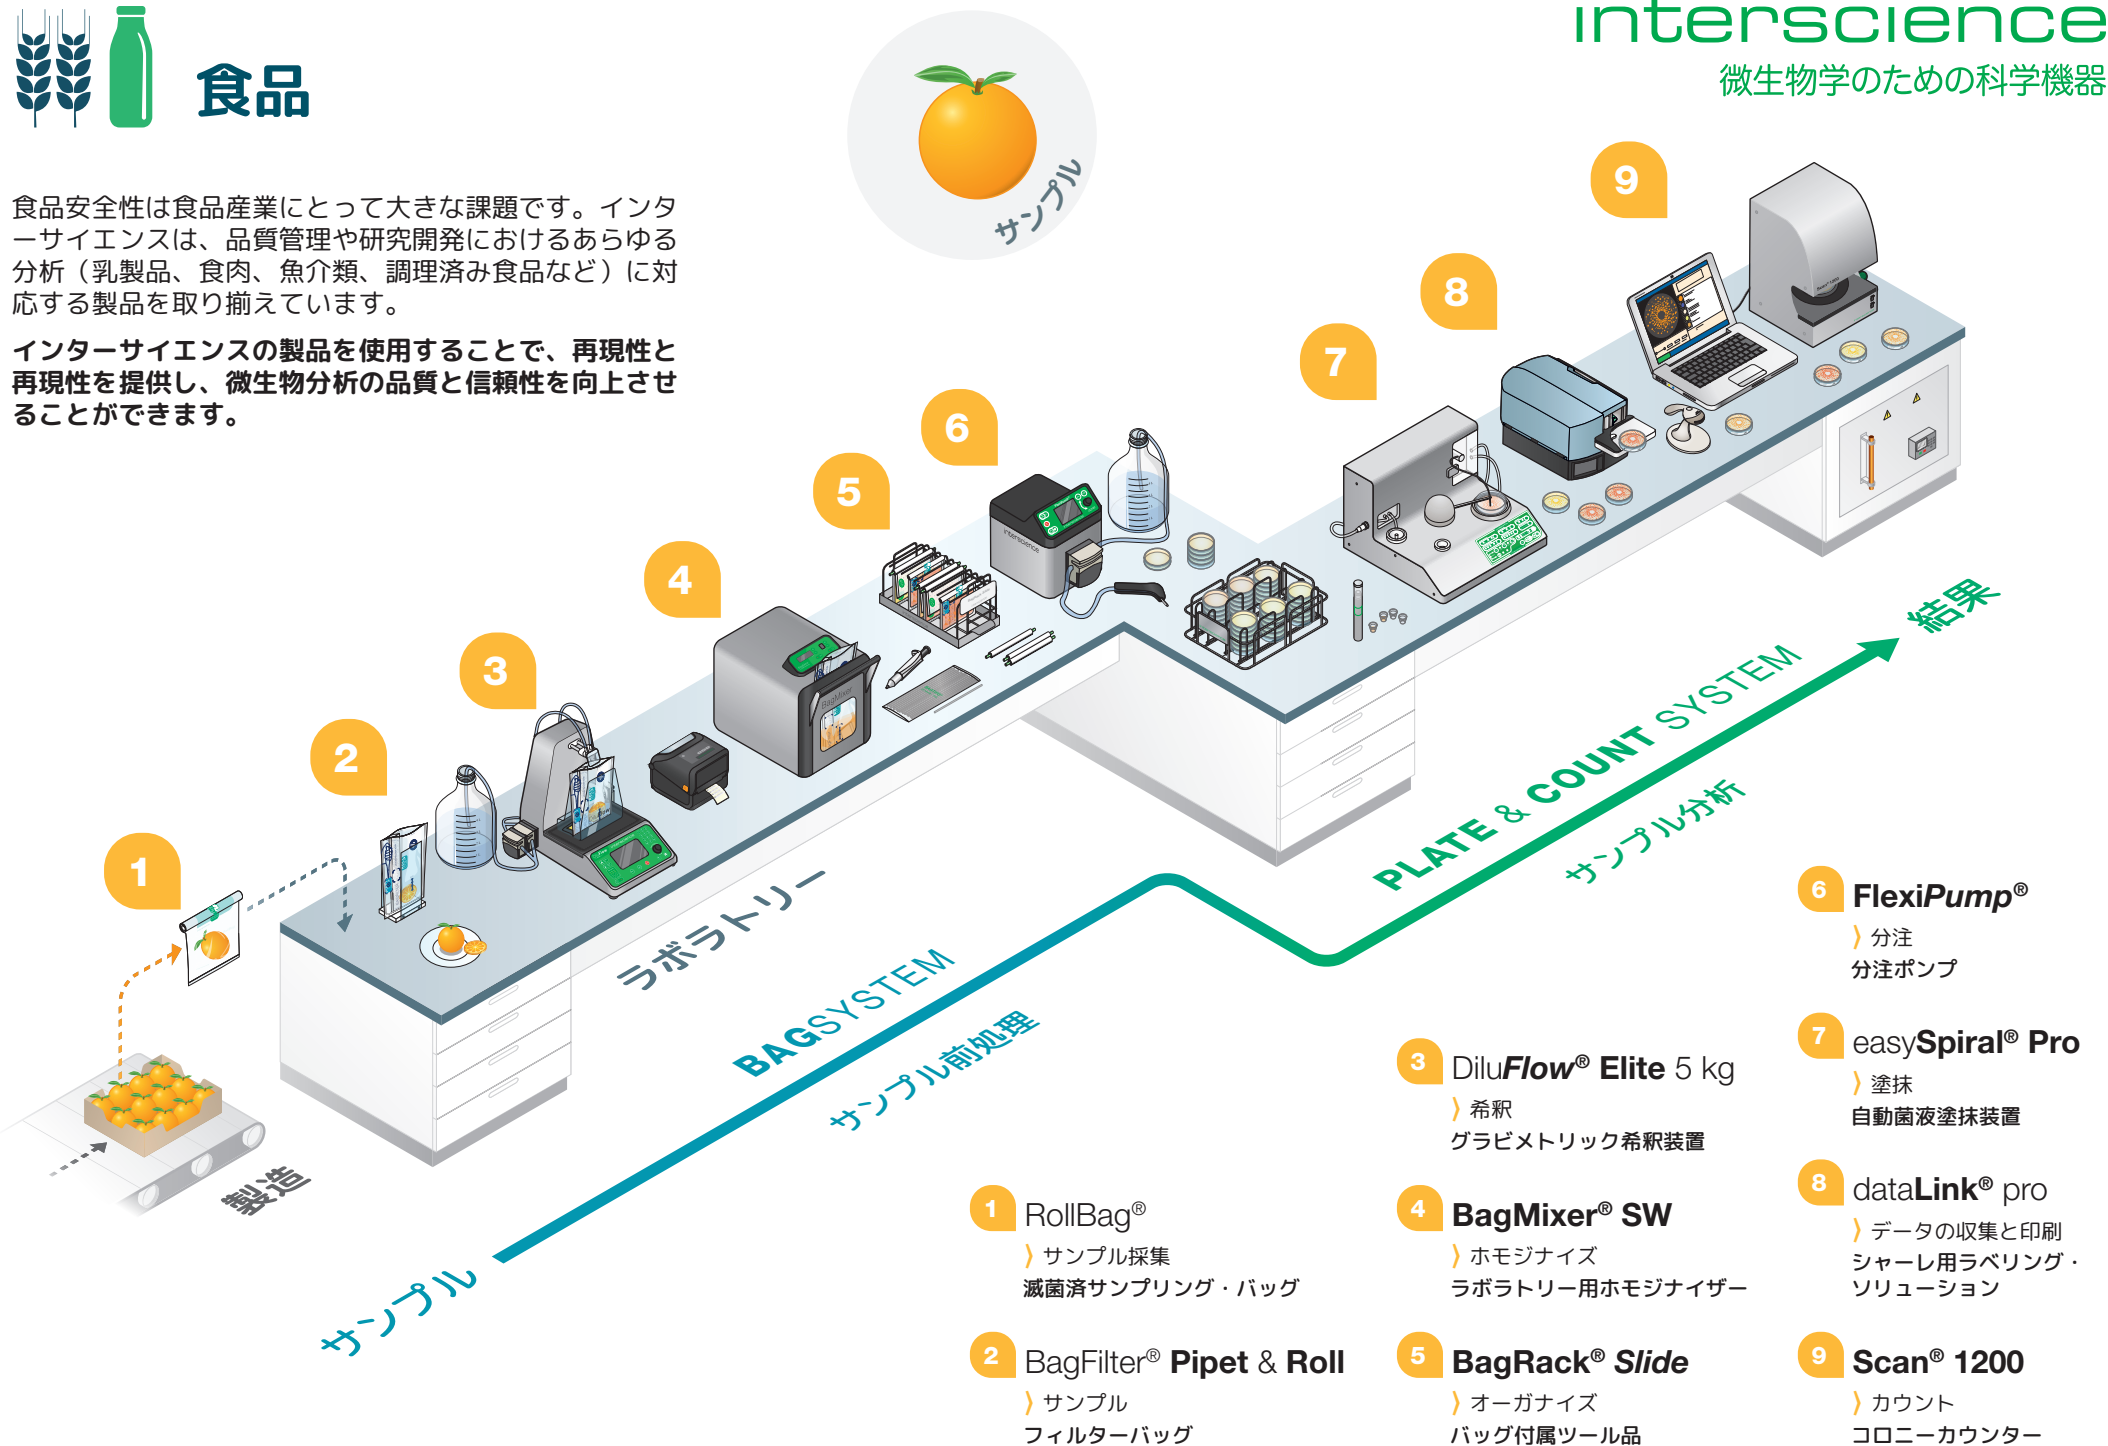 食品
interscience
微生物学のための科学機器
サンプル
食品安全性は食品産業にとって大きな課題です。インタ
ーサイエンスは、品質管理や研究開発におけるあらゆる
分析（乳製品、食肉、魚介類、調理済み食品など）に対
応する製品を取り揃えています。
インターサイエンスの製品を使用することで、再現性と
再現性を提供し、微生物分析の品質と信頼性を向上させ
ることができます。
9
8
7
6
5
4
3
2
1
interscience
BagMixer
製造
ラボラトリー
サンプル
BAGSYSTEM
サンプル前処理
PLATE & COUNT SYSTEM
サンプル分析
結果
1 RollBag®
⟩ サンプル採集
滅菌済サンプリング・バッグ
2 BagFilter® Pipet & Roll
⟩ サンプル
フィルターバッグ
3 DiluFlow® Elite 5 kg
⟩ 希釈
グラビメトリック希釈装置
4 BagMixer® SW
⟩ ホモジナイズ
ラボラトリー用ホモジナイザー
5 BagRack® Slide
⟩ オーガナイズ
バッグ付属ツール品
6 FlexiPump®
⟩ 分注
分注ポンプ
7 easySpiral® Pro
⟩ 塗抹
自動菌液塗抹装置
8 dataLink® pro
⟩ データの収集と印刷
シャーレ用ラベリング・
ソリューション
9 Scan® 1200
⟩ カウント
コロニーカウンター